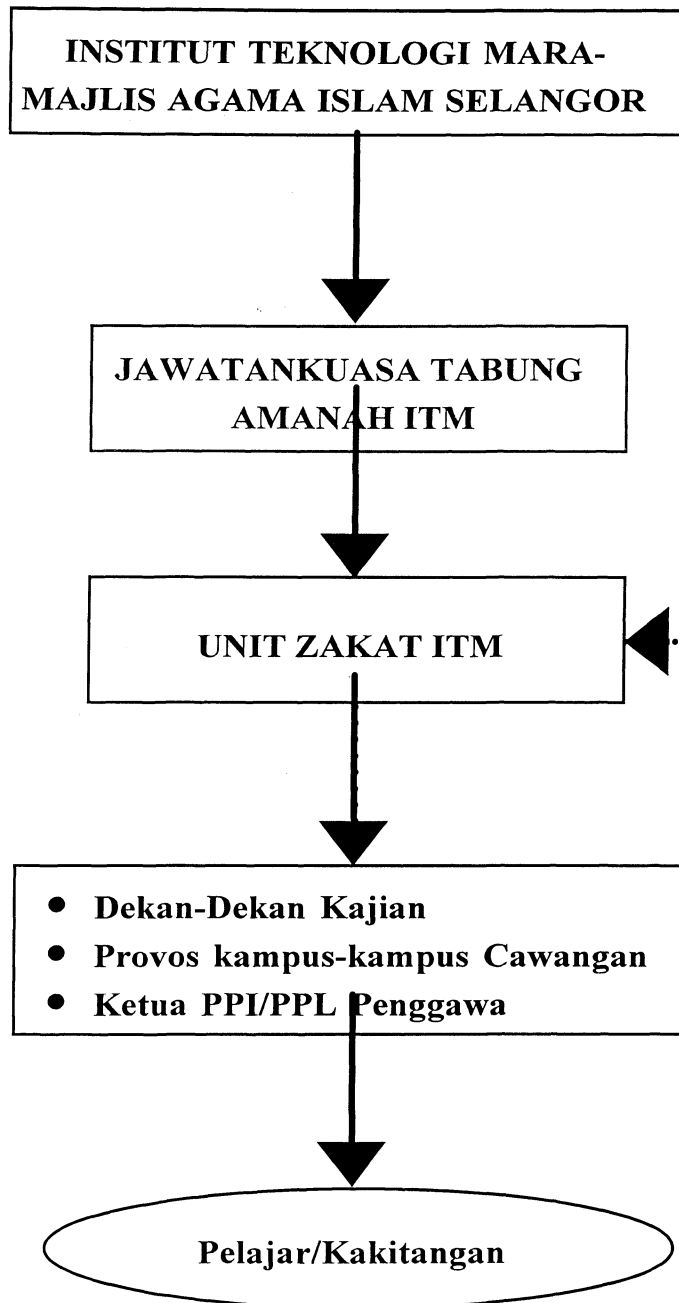 INSTITUT TEKNOLOGI MARA-
MAJLIS AGAMA ISLAM SELANGOR
JAWATANKUASA TABUNG
AMANAH ITM
UNIT ZAKAT ITM
• Dekan-Dekan Kajian
• Provos kampus-kampus Cawangan
• Ketua PPI/PPL Penggawa
Pelajar/Kakitangan